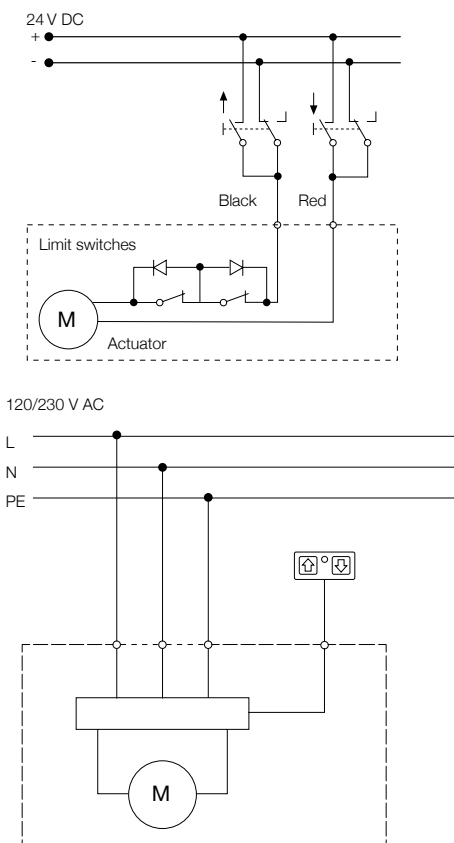 24 V DC
+
-
Black Red
Limit switches
M
Actuator
120/230 V AC
L
N
PE
M